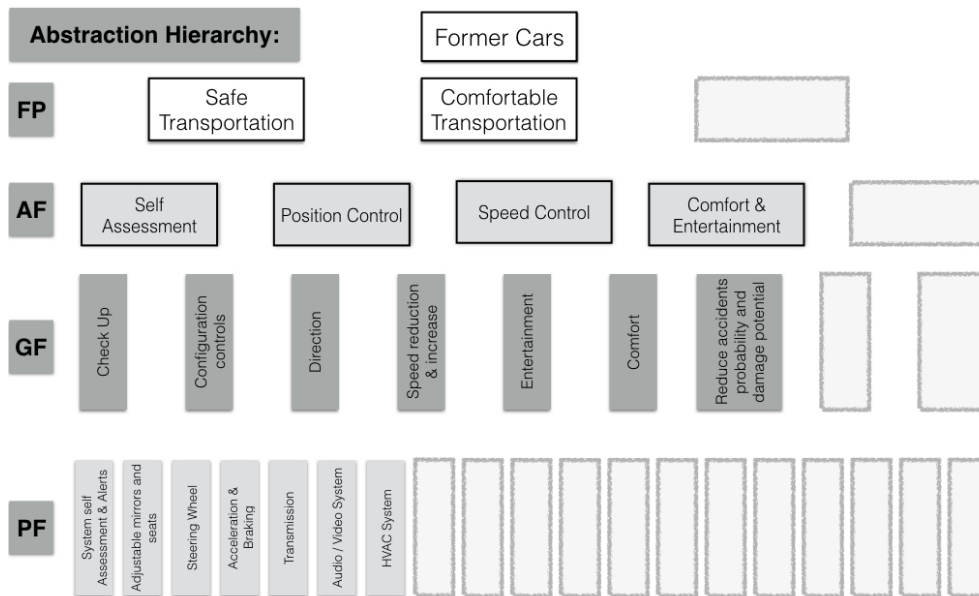 Abstraction Hierarchy:
Former Cars
FP
Safe
Transportation
Comfortable
Transportation
AF
Self
Assessment
Position Control
Speed Control
Comfort &
Entertainment
GF
Check Up
Configuration
controls
Direction
Speed reduction
& increase
Entertainment
Comfort
Reduce accidents
probability and
damage potential
PF
System self
Assessment & Alerts
Adjustable mirrors and
seats
Steering Wheel
Acceleration &
Braking
Transmission
Audio / Video System
HVAC System